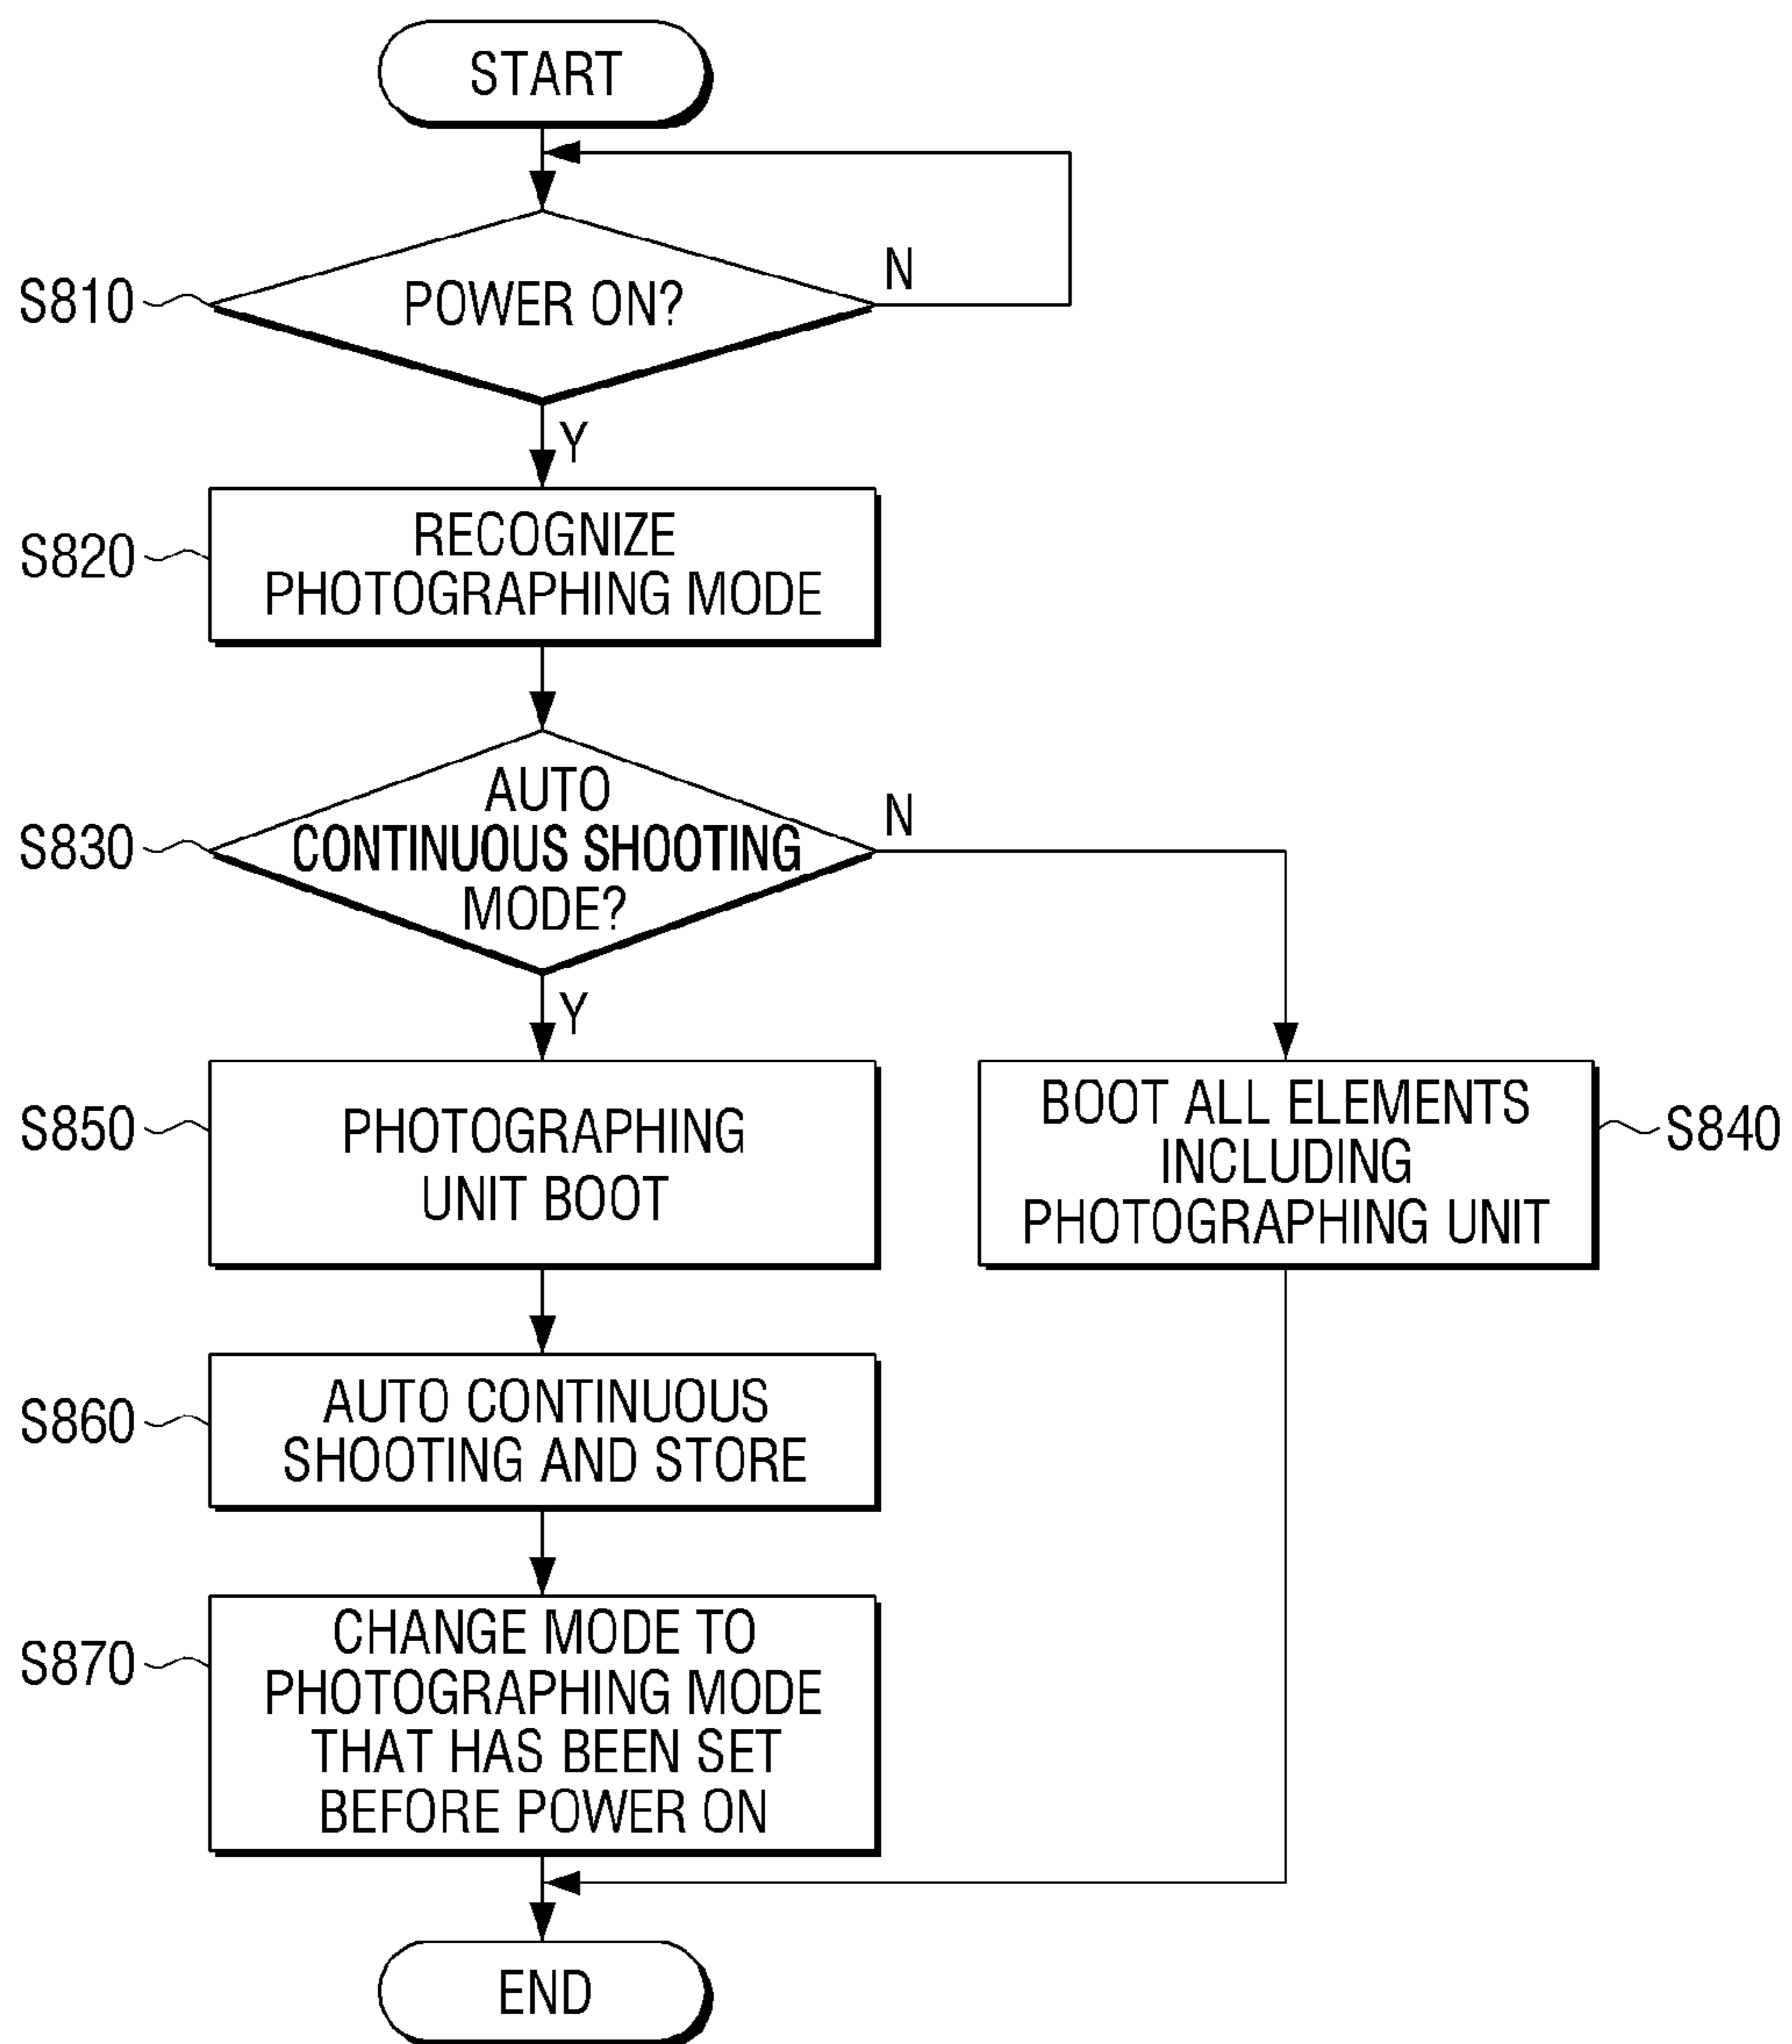 START
S810
POWER ON?
N
Y
S820
RECOGNIZE
PHOTOGRAPHING MODE
S830
AUTO
CONTINUOUS SHOOTING
MODE?
N
Y
S850
PHOTOGRAPHING
UNIT BOOT
BOOT ALL ELEMENTS
INCLUDING
PHOTOGRAPHING UNIT
S840
S860
AUTO CONTINUOUS
SHOOTING AND STORE
S870
CHANGE MODE TO
PHOTOGRAPHING MODE
THAT HAS BEEN SET
BEFORE POWER ON
END